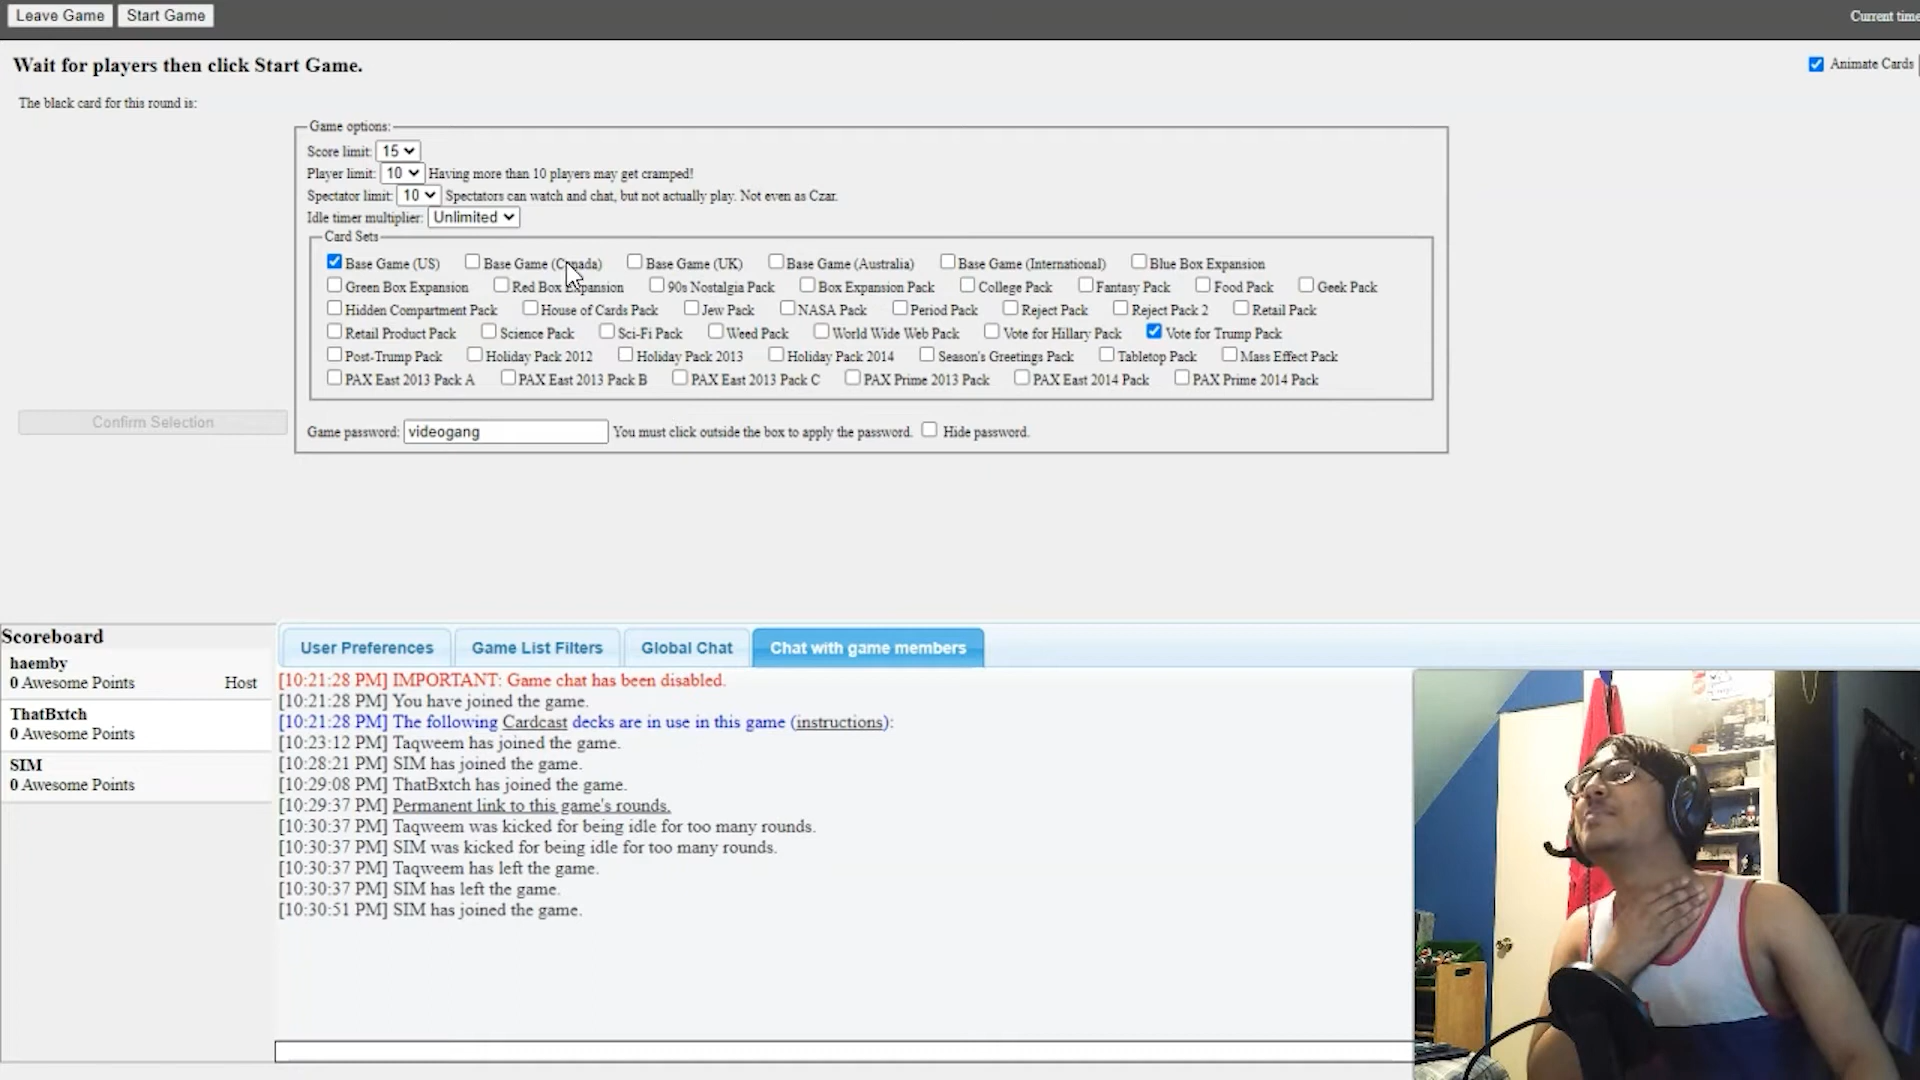 Leave Game Start Game Current time
Wait for players then click Start Game. Animate Cards
The black card for this round is:
Game options:
Score limit: 15
Player limit: 10 Having more than 10 players may get cramped!
Spectator limit: 10 Spectators can watch and chat, but not actually play. Not even as Czar.
Idle timer multiplier: Unlimited
Card Sets
Base Game (US) Base Game (Canada) Base Game (UK) Base Game (Australia) Base Game (International) Blue Box Expansion
Green Box Expansion Red Box Expansion 90s Nostalgia Pack Box Expansion Pack College Pack Fantasy Pack Food Pack Geek Pack
Hidden Compartment Pack House of Cards Pack Jew Pack NASA Pack Period Pack Reject Pack Reject Pack 2 Retail Pack
Retail Product Pack Science Pack Sci-Fi Pack Weed Pack World Wide Web Pack Vote for Hillary Pack Vote for Trump Pack
Post-Trump Pack Holiday Pack 2012 Holiday Pack 2013 Holiday Pack 2014 Season's Greetings Pack Tabletop Pack Mass Effect Pack
PAX East 2013 Pack A PAX East 2013 Pack B PAX East 2013 Pack C PAX Prime 2013 Pack PAX East 2014 Pack PAX Prime 2014 Pack
Confirm Selection
Game password: videogang You must click outside the box to apply the password. Hide password.
Scoreboard
haemby
0 Awesome Points Host
ThatBxtch
0 Awesome Points
SIM
0 Awesome Points
User Preferences Game List Filters Global Chat Chat with game members
[10:21:28 PM] IMPORTANT: Game chat has been disabled.
[10:21:28 PM] You have joined the game.
[10:21:28 PM] The following Cardcast decks are in use in this game (instructions):
[10:23:12 PM] Taqweem has joined the game.
[10:28:21 PM] SIM has joined the game.
[10:29:08 PM] ThatBxtch has joined the game.
[10:29:37 PM] Permanent link to this game's rounds.
[10:30:37 PM] Taqweem was kicked for being idle for too many rounds.
[10:30:37 PM] SIM was kicked for being idle for too many rounds.
[10:30:37 PM] Taqweem has left the game.
[10:30:37 PM] SIM has left the game.
[10:30:51 PM] SIM has joined the game.